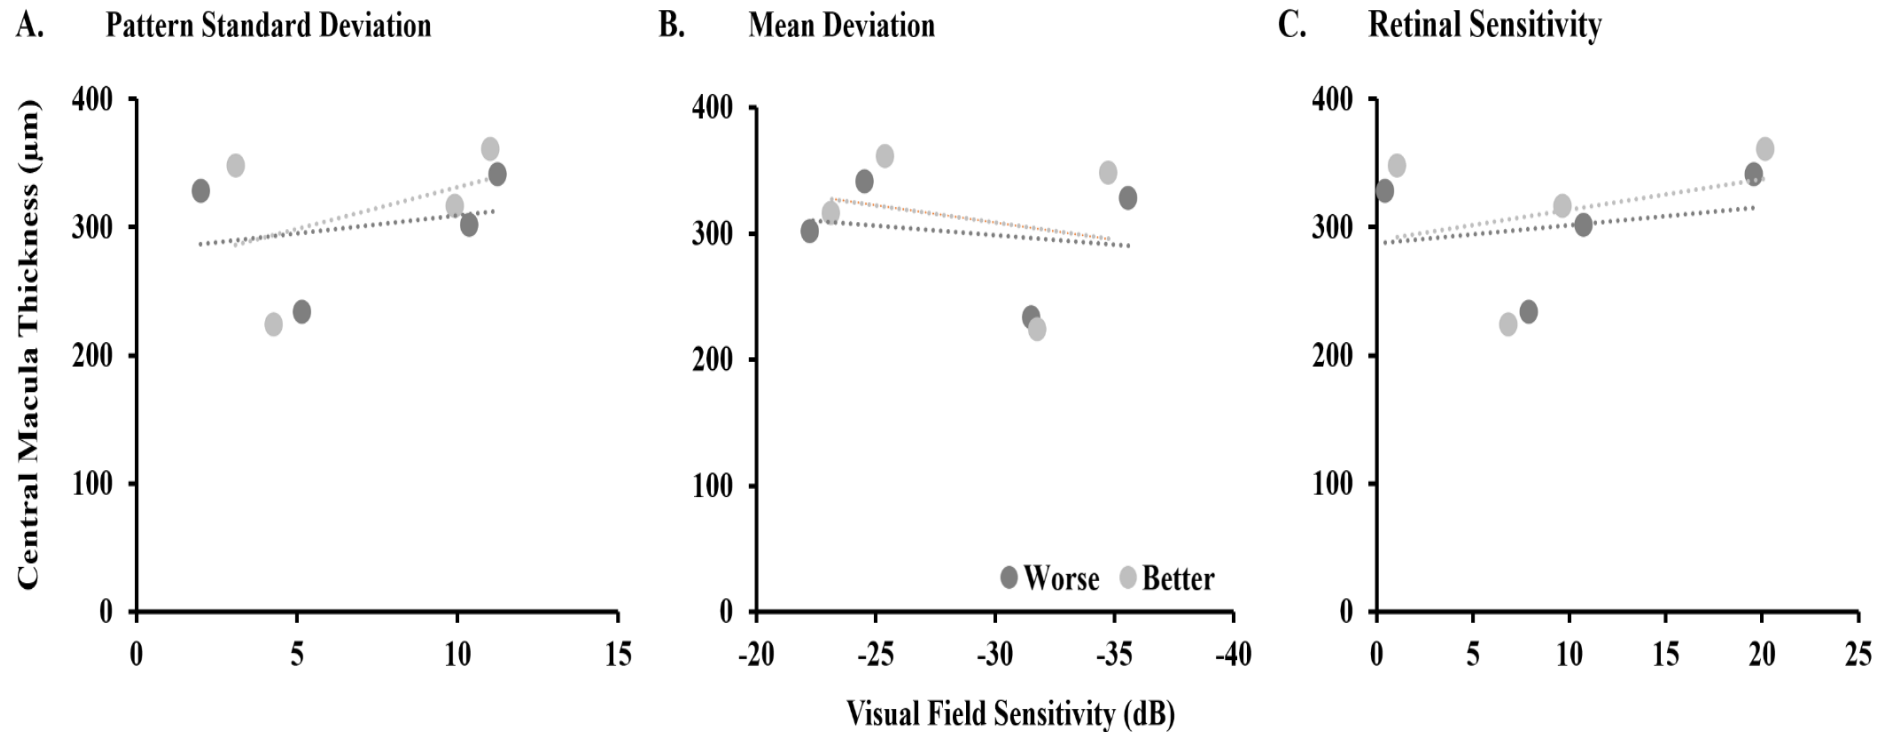 A. Pattern Standard Deviation
B. Mean Deviation
C. Retinal Sensitivity
Central Macula Thickness (µm)
400
300
200
100
0
0 5 10 15
400
300
200
100
0
-20 -25 -30 -35 -40
Worse Better
400
300
200
100
0
0 5 10 15 20 25
Visual Field Sensitivity (dB)